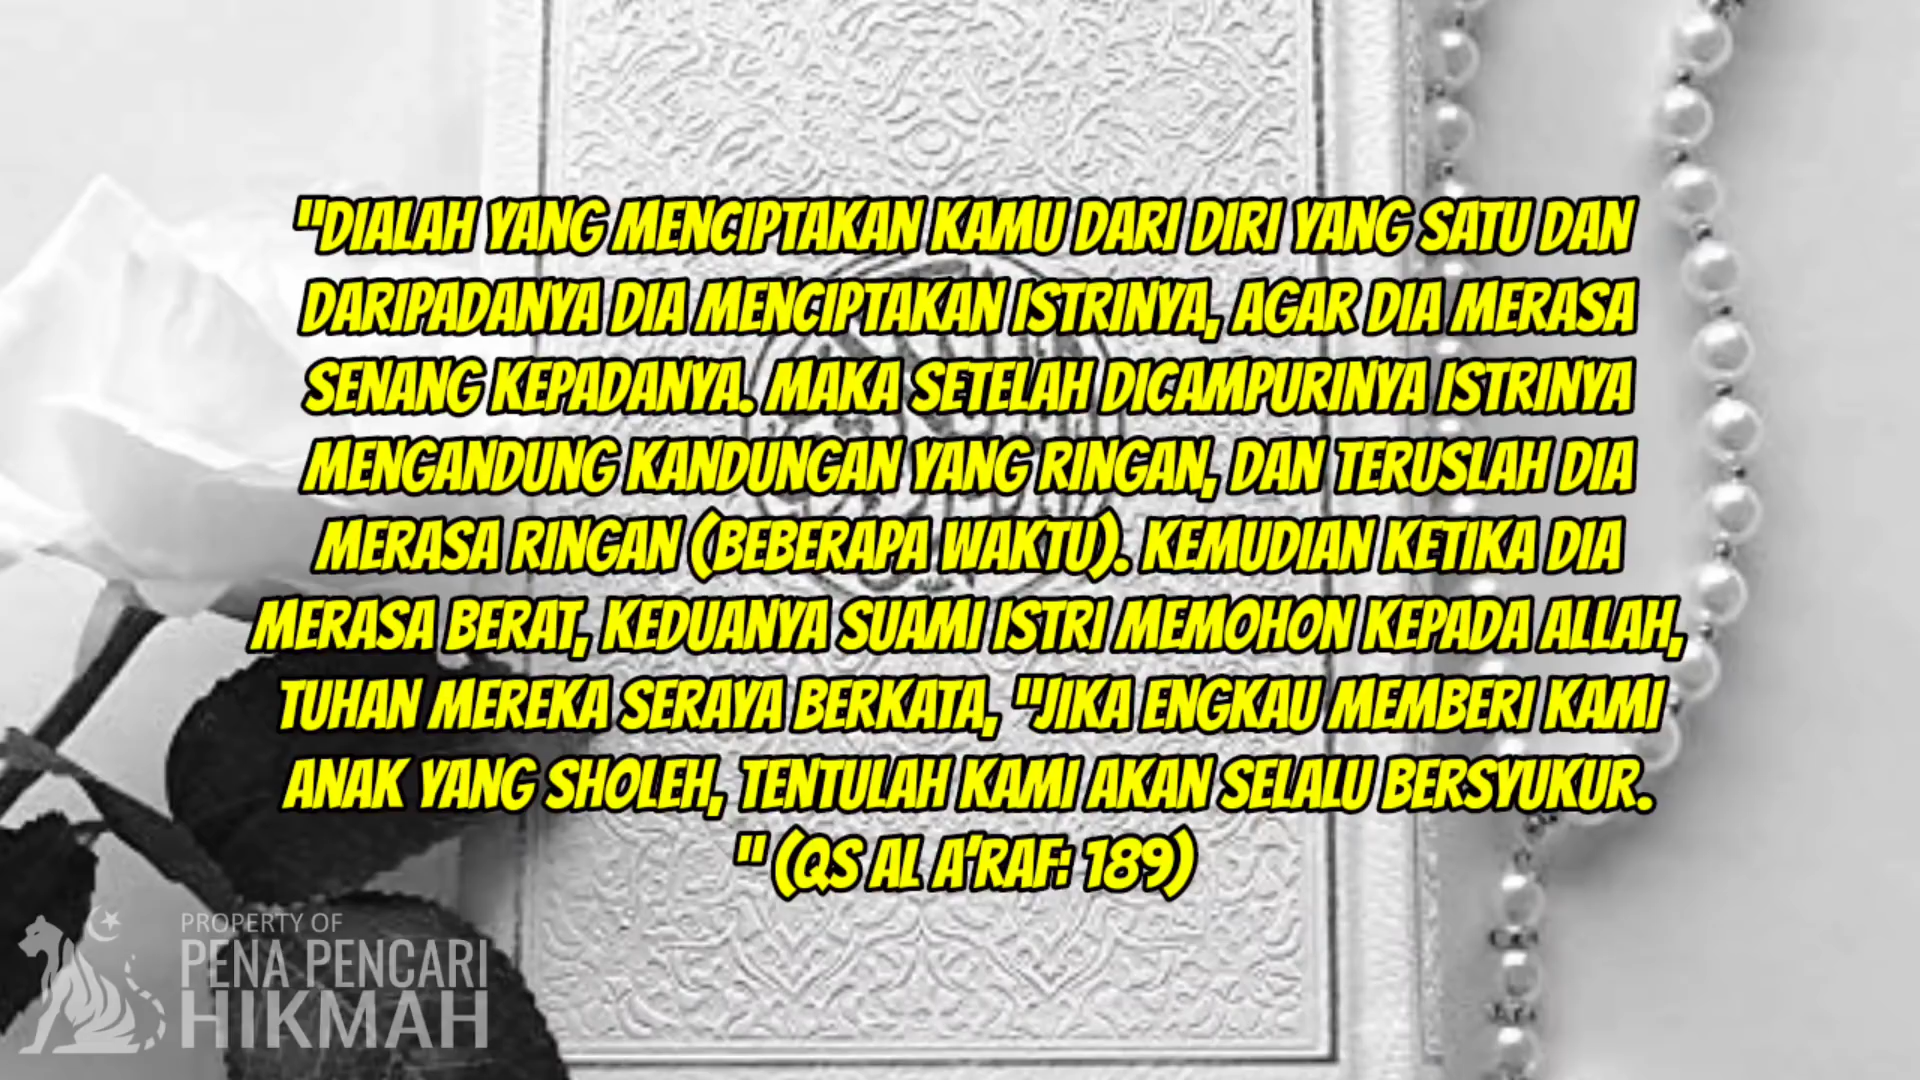 "DIALAH YANG MENCIPTAKAN KAMU DARI DIRI YANG SATU DAN
DARIPADANYA DIA MENCIPTAKAN ISTRINYA, AGAR DIA MERASA
SENANG KEPADANYA. MAKA SETELAH DICAMPURINYA ISTRINYA
MENGANDUNG KANDUNGAN YANG RINGAN, DAN TERUSLAH DIA
MERASA RINGAN (BEBERAPA WAKTU). KEMUDIAN KETIKA DIA
MERASA BERAT, KEDUANYA SUAMI ISTRI MEMOHON KEPADA ALLAH,
TUHAN MEREKA SERAYA BERKATA, "JIKA ENGKAU MEMBERI KAMI
ANAK YANG SHOLEH, TENTULAH KAMI AKAN SELALU BERSYUKUR.
" (QS AL A'RAF: 189)
PROPERTY OF
PENA PENCARI
HIKMAH